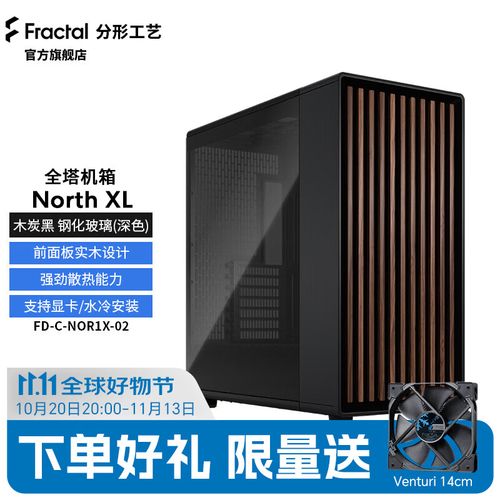 Fractal 分形工艺
官方旗舰店
全塔机箱
North XL
木炭黑 钢化玻璃(深色)
前面板实木设计
强劲散热能力
支持显卡/水冷安装
FD-C-NOR1X-02
11.11 全球好物节
10月20日20:00-11月13日
下单好礼 限量送
Venturi 14cm